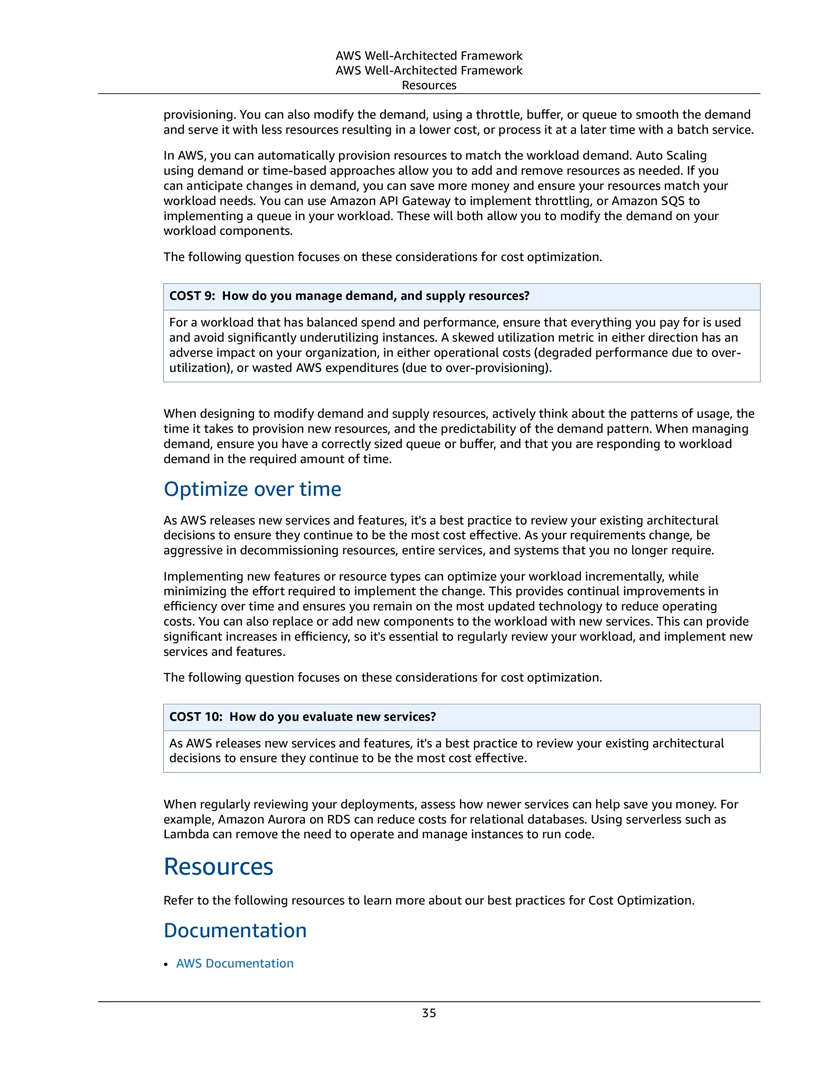 AWS Well-Architected Framework
AWS Well-Architected Framework
Resources
provisioning. You can also modify the demand, using a throttle, buffer, or queue to smooth the demand
and serve it with less resources resulting in a lower cost, or process it at a later time with a batch service.
In AWS, you can automatically provision resources to match the workload demand. Auto Scaling
using demand or time-based approaches allow you to add and remove resources as needed. If you
can anticipate changes in demand, you can save more money and ensure your resources match your
workload needs. You can use Amazon API Gateway to implement throttling, or Amazon SQS to
implementing a queue in your workload. These will both allow you to modify the demand on your
workload components.
The following question focuses on these considerations for cost optimization.
COST 9:  How do you manage demand, and supply resources?
For a workload that has balanced spend and performance, ensure that everything you pay for is used
and avoid significantly underutilizing instances. A skewed utilization metric in either direction has an
adverse impact on your organization, in either operational costs (degraded performance due to over-
utilization), or wasted AWS expenditures (due to over-provisioning).
When designing to modify demand and supply resources, actively think about the patterns of usage, the
time it takes to provision new resources, and the predictability of the demand pattern. When managing
demand, ensure you have a correctly sized queue or buffer, and that you are responding to workload
demand in the required amount of time.
Optimize over time
As AWS releases new services and features, it's a best practice to review your existing architectural
decisions to ensure they continue to be the most cost effective. As your requirements change, be
aggressive in decommissioning resources, entire services, and systems that you no longer require.
Implementing new features or resource types can optimize your workload incrementally, while
minimizing the effort required to implement the change. This provides continual improvements in
efficiency over time and ensures you remain on the most updated technology to reduce operating
costs. You can also replace or add new components to the workload with new services. This can provide
significant increases in efficiency, so it's essential to regularly review your workload, and implement new
services and features.
The following question focuses on these considerations for cost optimization.
COST 10:  How do you evaluate new services?
As AWS releases new services and features, it's a best practice to review your existing architectural
decisions to ensure they continue to be the most cost effective.
When regularly reviewing your deployments, assess how newer services can help save you money. For
example, Amazon Aurora on RDS can reduce costs for relational databases. Using serverless such as
Lambda can remove the need to operate and manage instances to run code.
Resources
Refer to the following resources to learn more about our best practices for Cost Optimization.
Documentation
• AWS Documentation
35